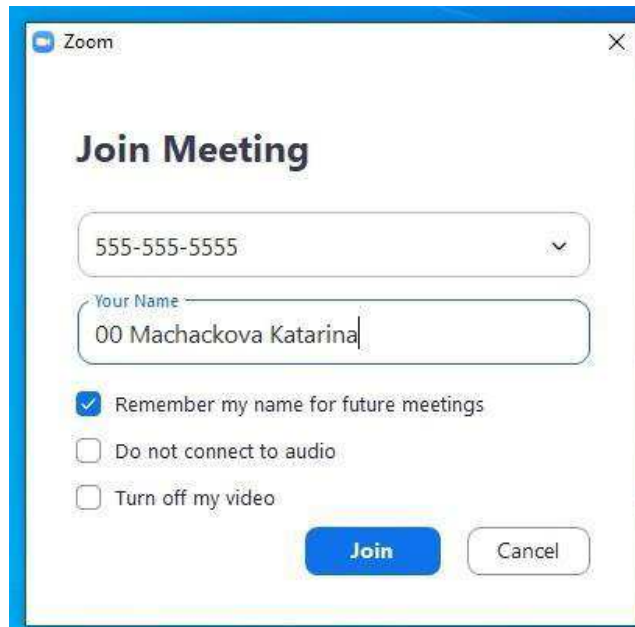 Zoom
Join Meeting
555-555-5555
Your Name
00 Machackova Katarina
Remember my name for future meetings
Do not connect to audio
Turn off my video
Join Cancel